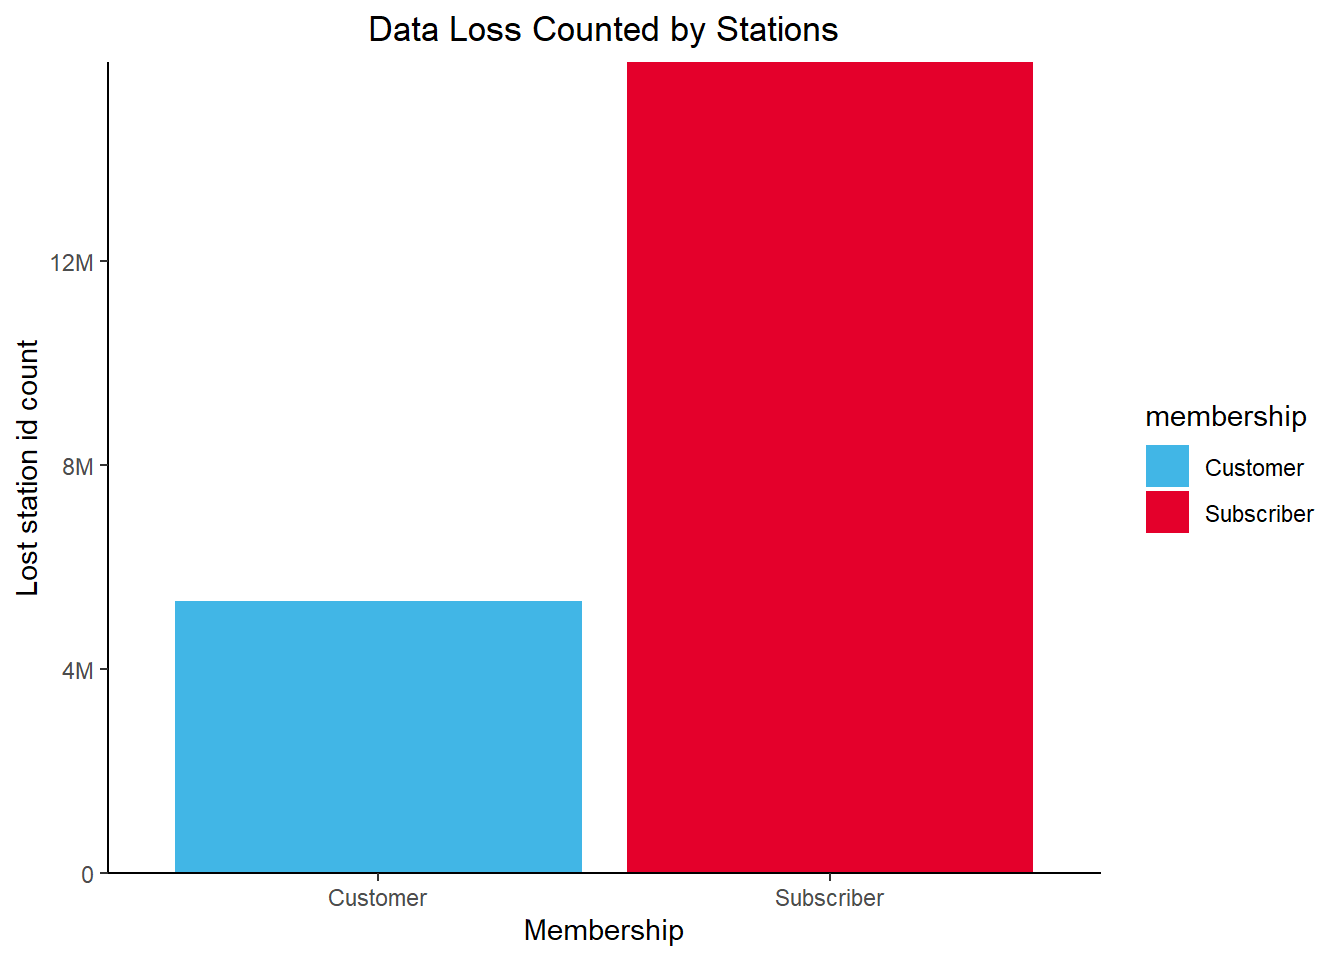 Data Loss Counted by Stations
Lost station id count
12M
8M
4M
0
Customer
Subscriber
Membership
membership
Customer
Subscriber